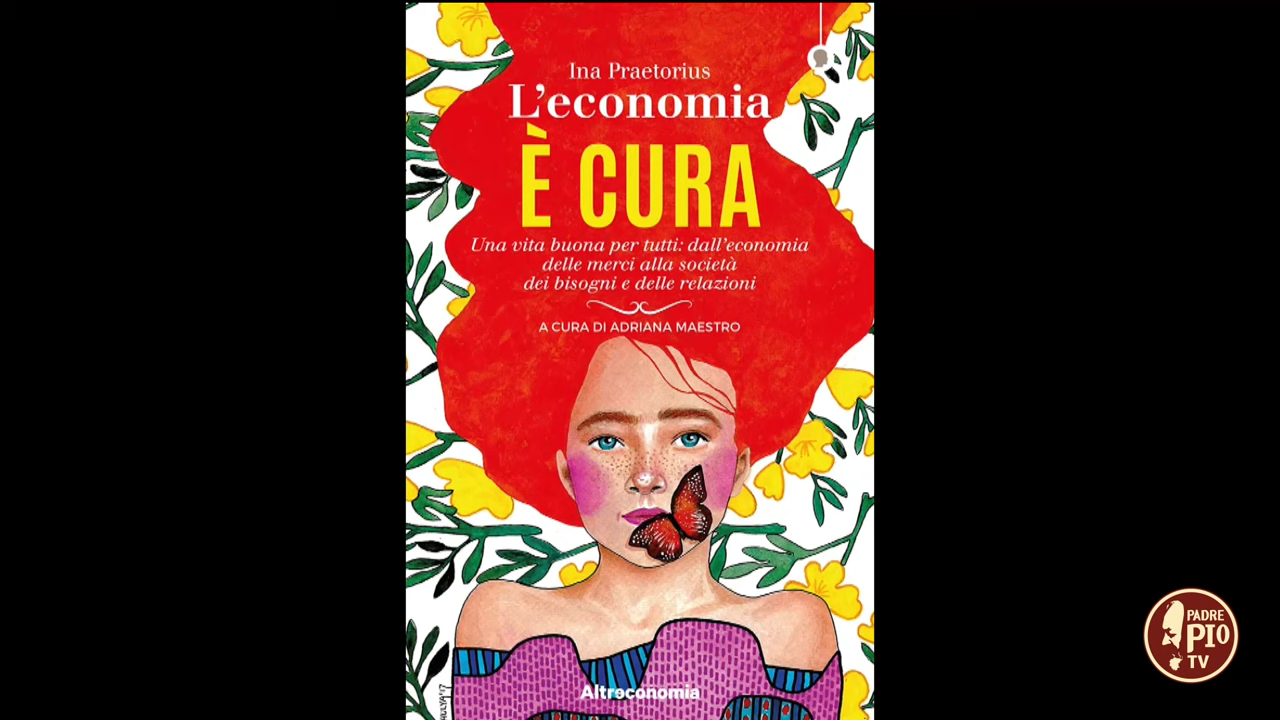 Ina Praetorius
L'economia
È CURA
Una vita buona per tutti: dall'economia
delle merci alla società
dei bisogni e delle relazioni
A CURA DI ADRIANA MAESTRO
Altreconomia
PADRE
PIO
TV